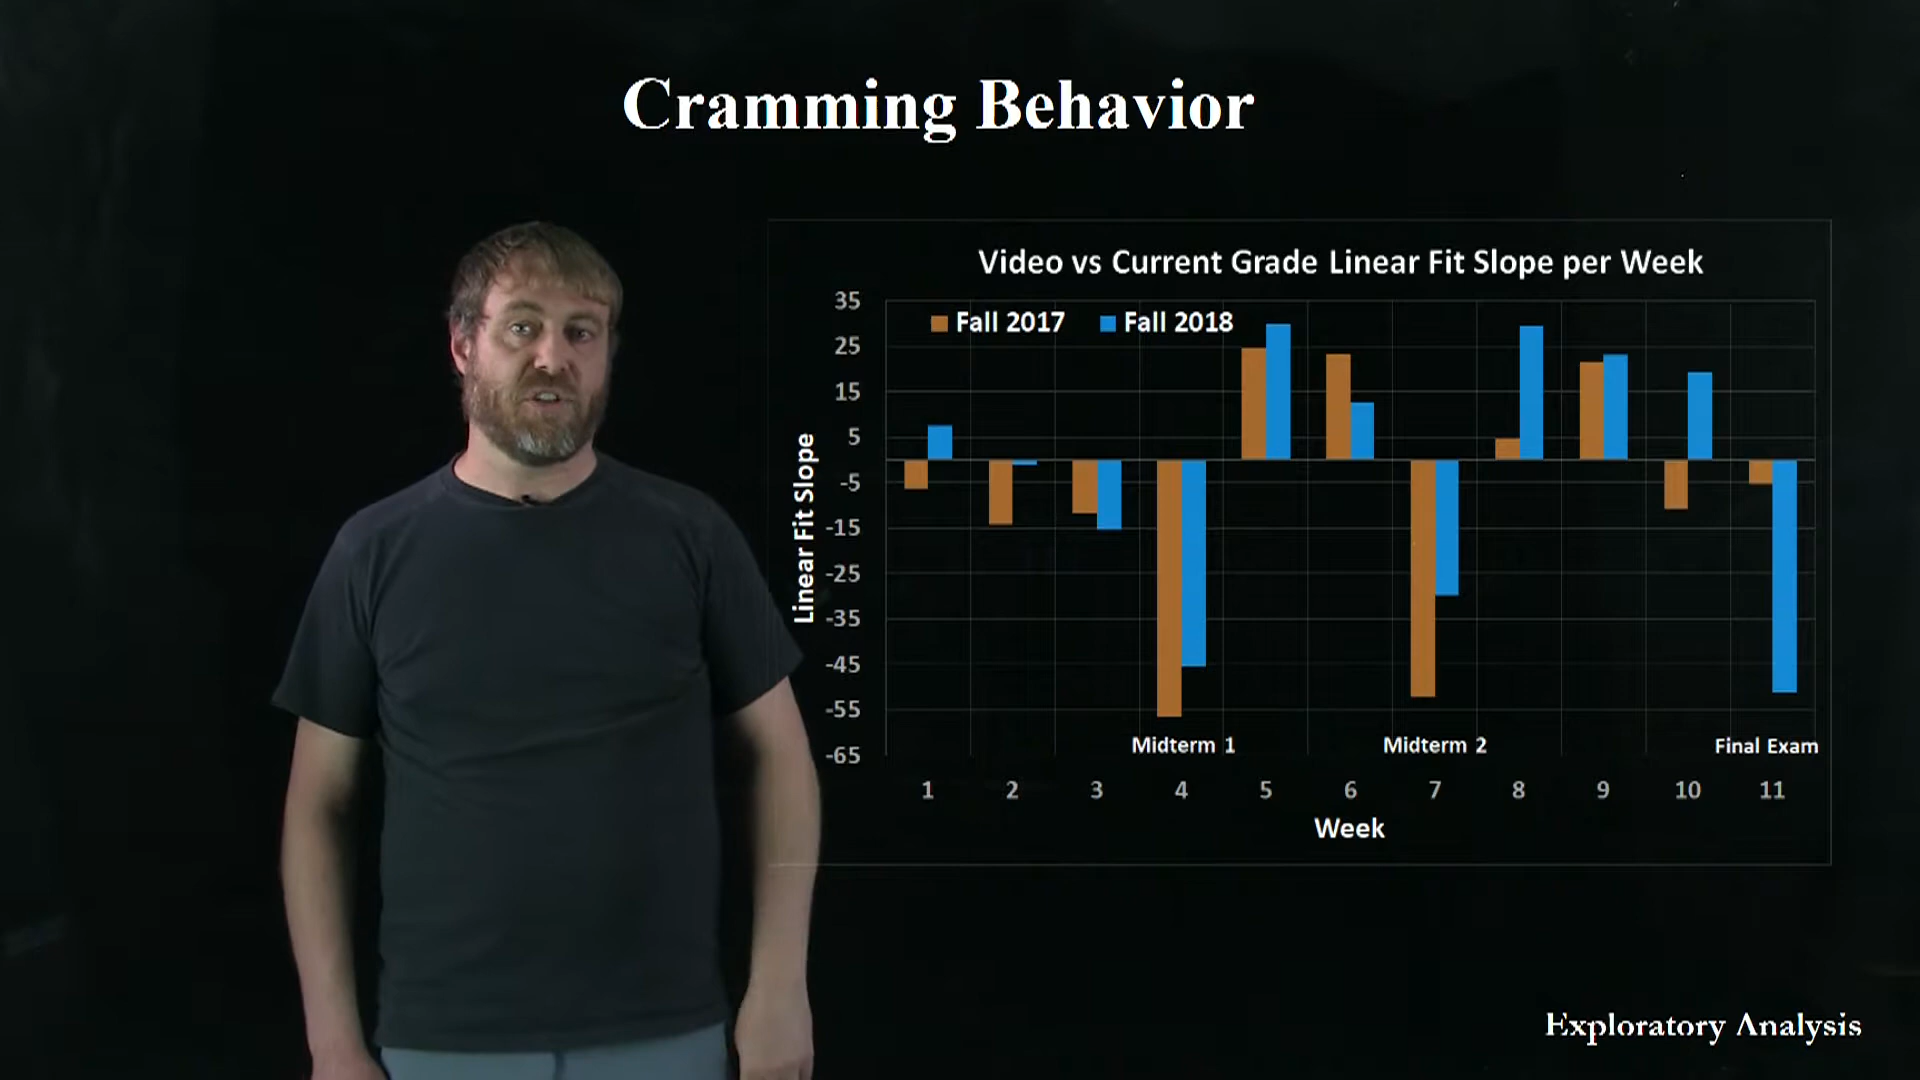 Cramming Behavior
Video vs Current Grade Linear Fit Slope per Week
Fall 2017 Fall 2018
Linear Fit Slope
35
25
15
5
-5
-15
-25
-35
-45
-55
-65
Midterm 1 Midterm 2 Final Exam
1 2 3 4 5 6 7 8 9 10 11
Week
Exploratory Analysis